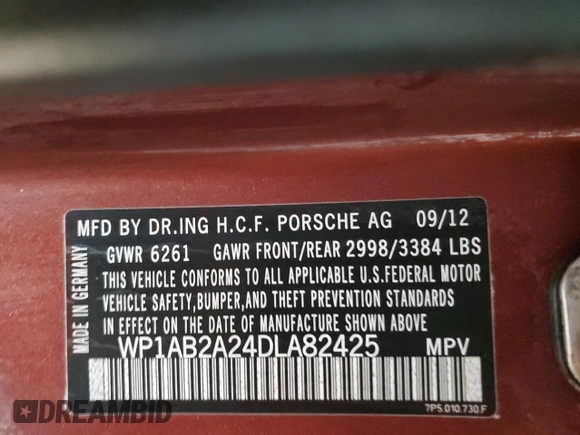 MFD BY DR.ING H.C.F. PORSCHE AG 09/12
GVWR 6261 GAWR FRONT/REAR 2998/3384 LBS
THIS VEHICLE CONFORMS TO ALL APPLICABLE U.S.FEDERAL MOTOR
VEHICLE SAFETY,BUMPER,AND THEFT PREVENTION STANDARDS
IN EFFECT ON THE DATE OF MANUFACTURE SHOWN ABOVE
WP1AB2A24DLA82425 MPV
MADE IN GERMANY
7P5.010.730.F
DREAMBID